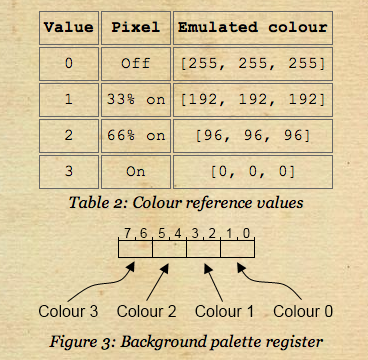 Value Pixel Emulated colour
0 Off [255, 255, 255]
1 33% on [192, 192, 192]
2 66% on [96, 96, 96]
3 On [0, 0, 0]
Table 2: Colour reference values
7,6 5,4 3,2 1,0
Colour 3 Colour 2 Colour 1 Colour 0
Figure 3: Background palette register